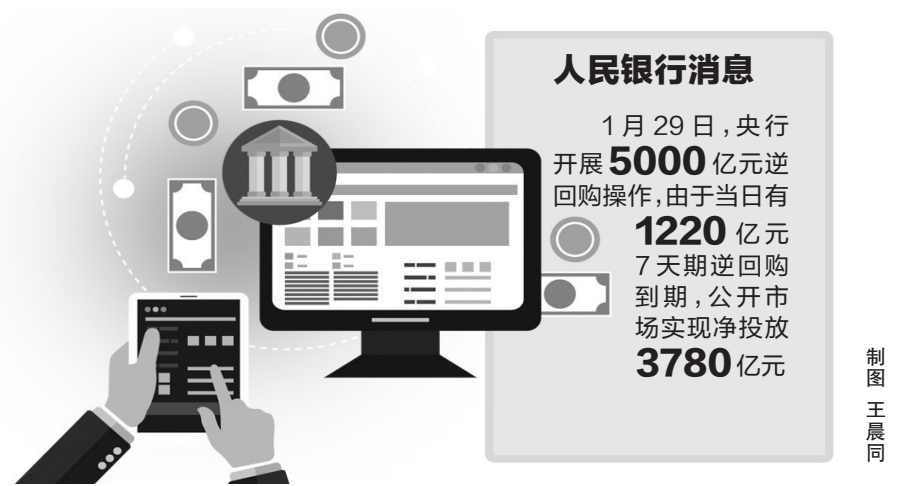 人民银行消息
1月29日，央行
开展5000亿元逆
回购操作，由于当日有
1220亿元
7天期逆回购
到期，公开市
场实现净投放
3780亿元
制图 王晨同